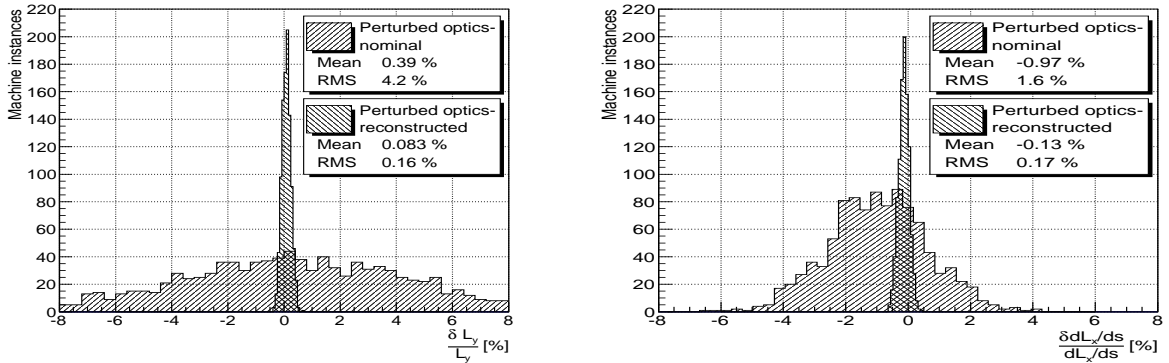 Machine instances
220
200
180
160
140
120
100
80
60
40
20
0
Perturbed optics-
nominal
Mean 0.39 %
RMS 4.2 %
Perturbed optics-
reconstructed
Mean 0.083 %
RMS 0.16 %
-8 -6 -4 -2 0 2 4 6 8
δ L_y
L_y [%]
Machine instances
220
200
180
160
140
120
100
80
60
40
20
0
Perturbed optics-
nominal
Mean -0.97 %
RMS 1.6 %
Perturbed optics-
reconstructed
Mean -0.13 %
RMS 0.17 %
-8 -6 -4 -2 0 2 4 6 8
δdL_x/ds
dL_x/ds [%]